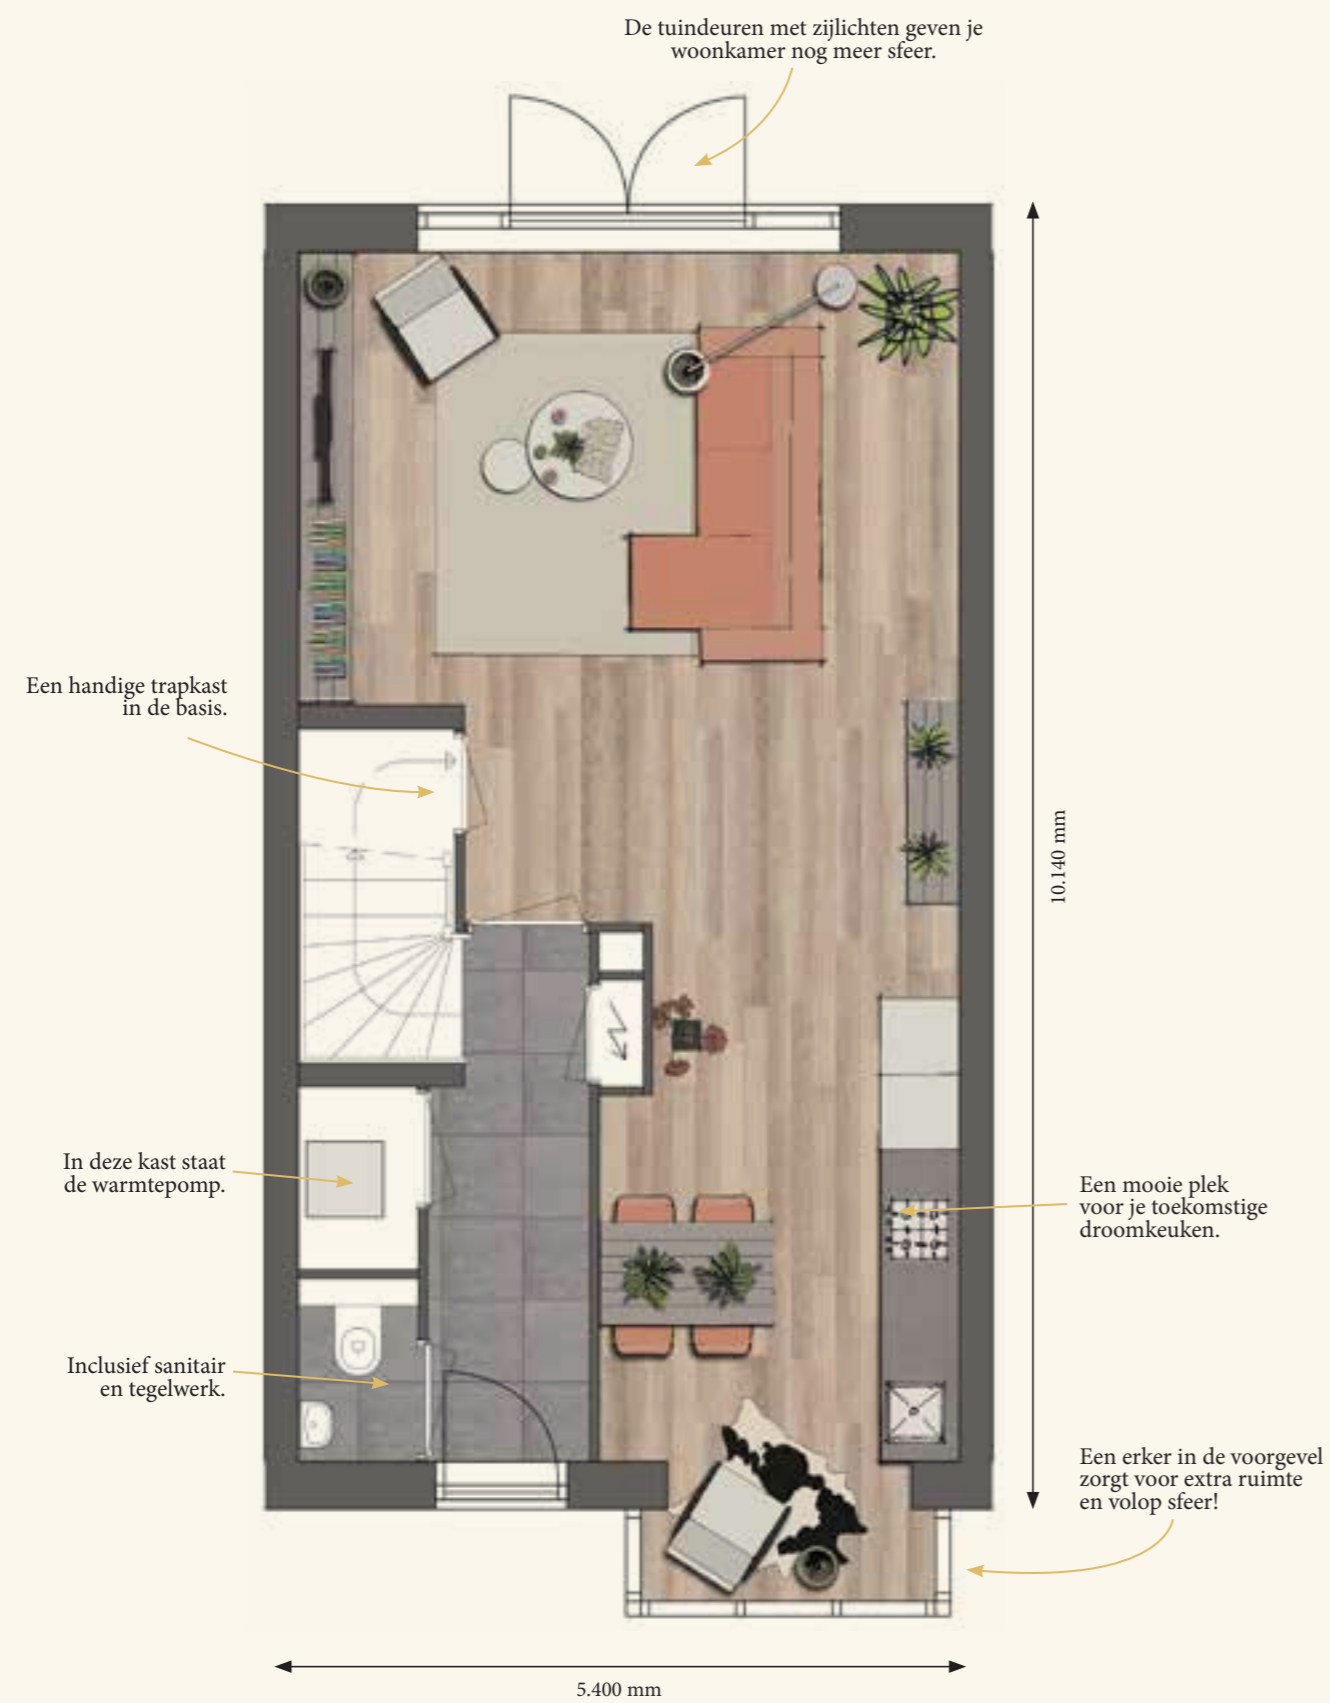 De tuindeuren met zijlichten geven je
woonkamer nog meer sfeer.
Een handige trapkast
in de basis.
10.140 mm
In deze kast staat
de warmtepomp.
Een mooie plek
voor je toekomstige
droomkeuken.
Inclusief sanitair
en tegelwerk.
Een erker in de voorgevel
zorgt voor extra ruimte
en volop sfeer!
5.400 mm